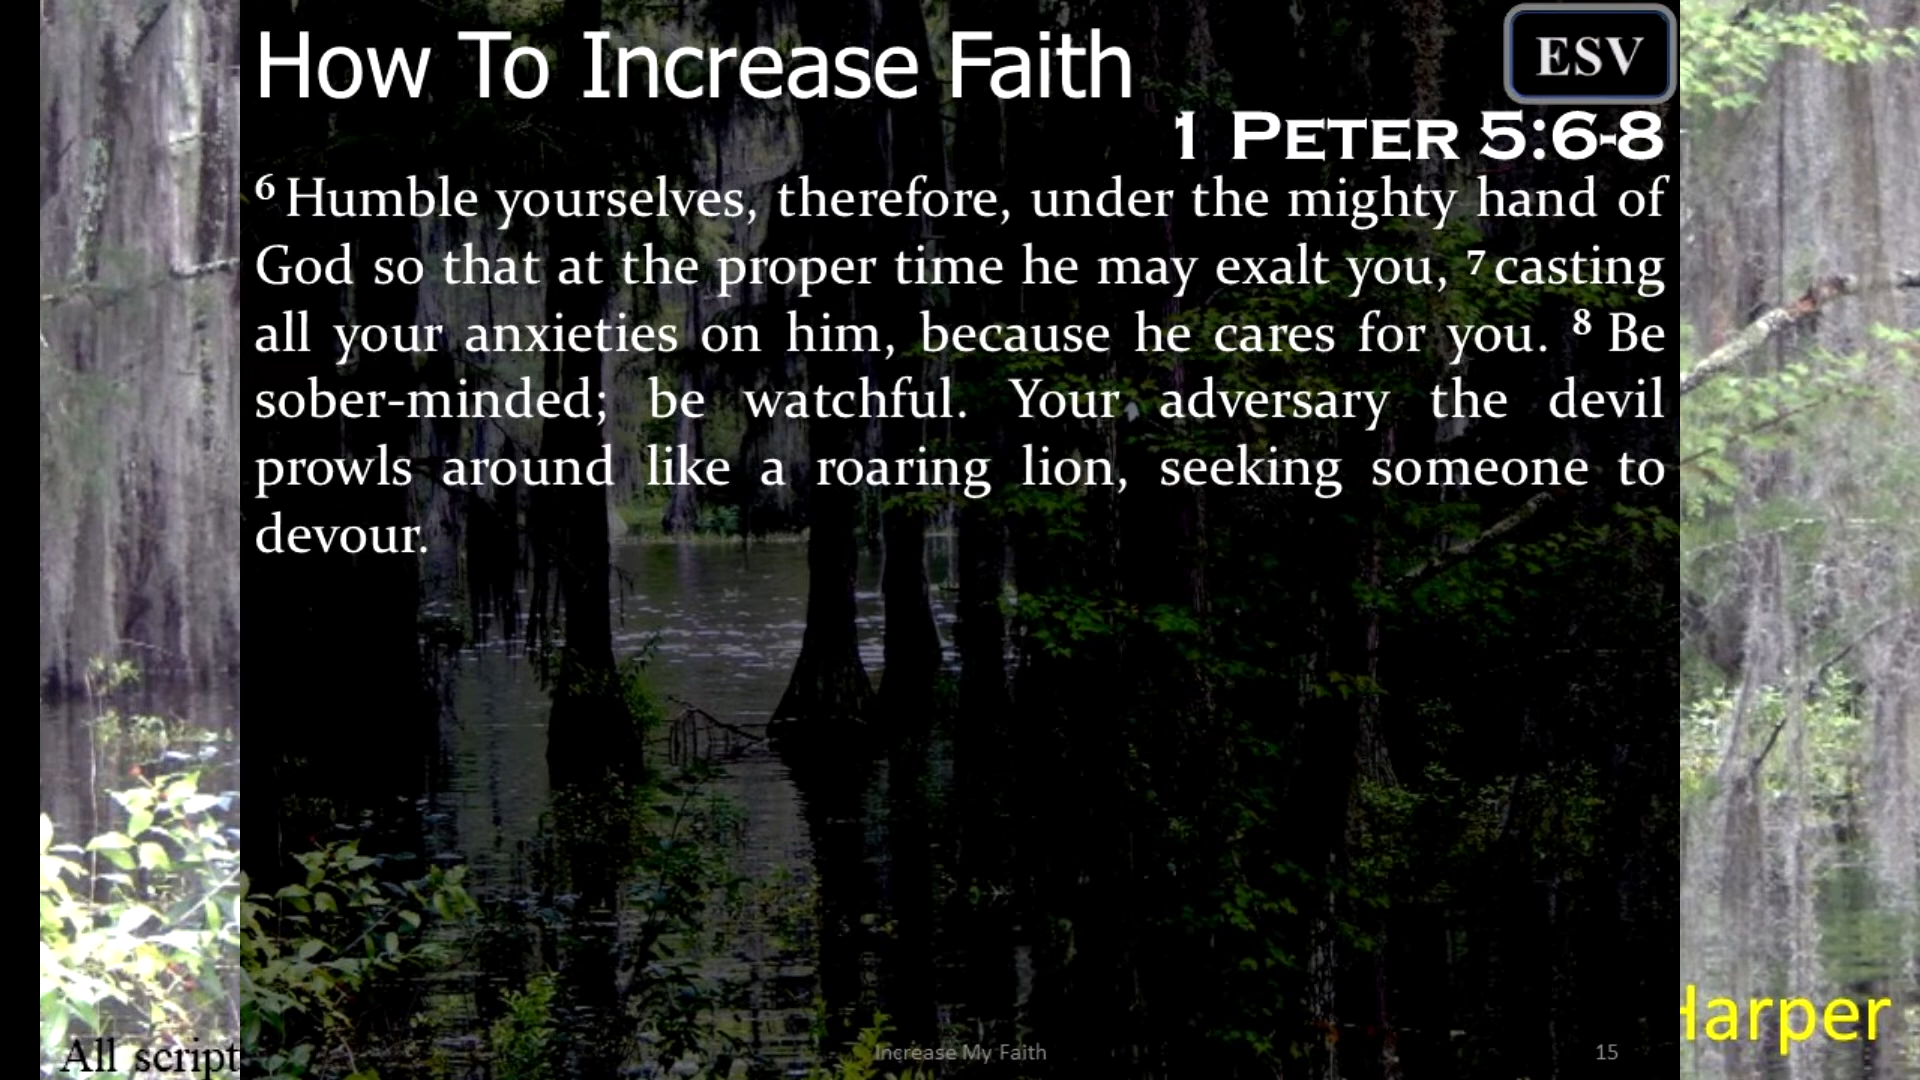 How To Increase Faith
ESV
1 PETER 5:6-8
6 Humble yourselves, therefore, under the mighty hand of
God so that at the proper time he may exalt you, 7 casting
all your anxieties on him, because he cares for you. 8 Be
sober-minded; be watchful. Your adversary the devil
prowls around like a roaring lion, seeking someone to
devour.
Harper
All script
Increase My Faith
15